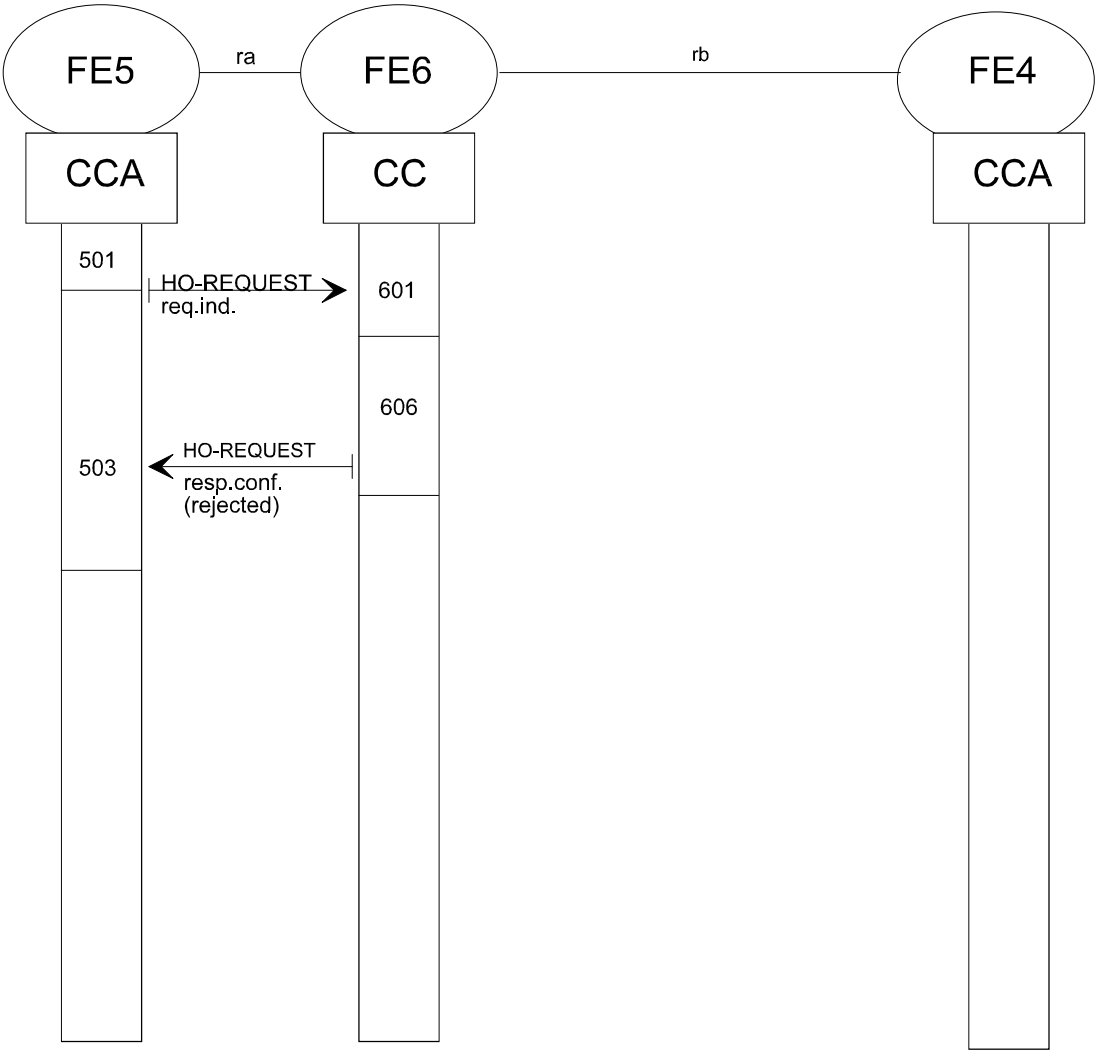 FE5
ra
FE6
rb
FE4
CCA
CC
CCA
501
HO-REQUEST
req.ind.
601
606
HO-REQUEST
503
resp.conf.
(rejected)